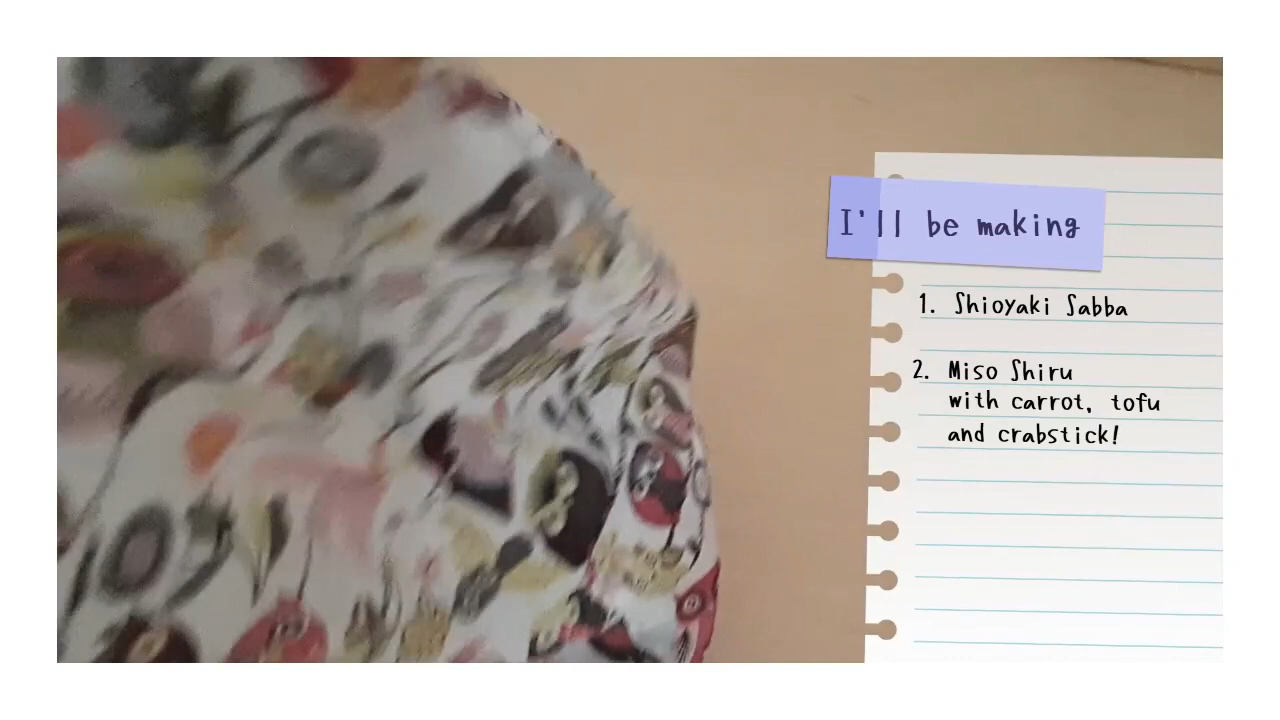 I'll be making
1. Shioyaki Sabba
2. Miso Shiru
with carrot, tofu
and crabstick!